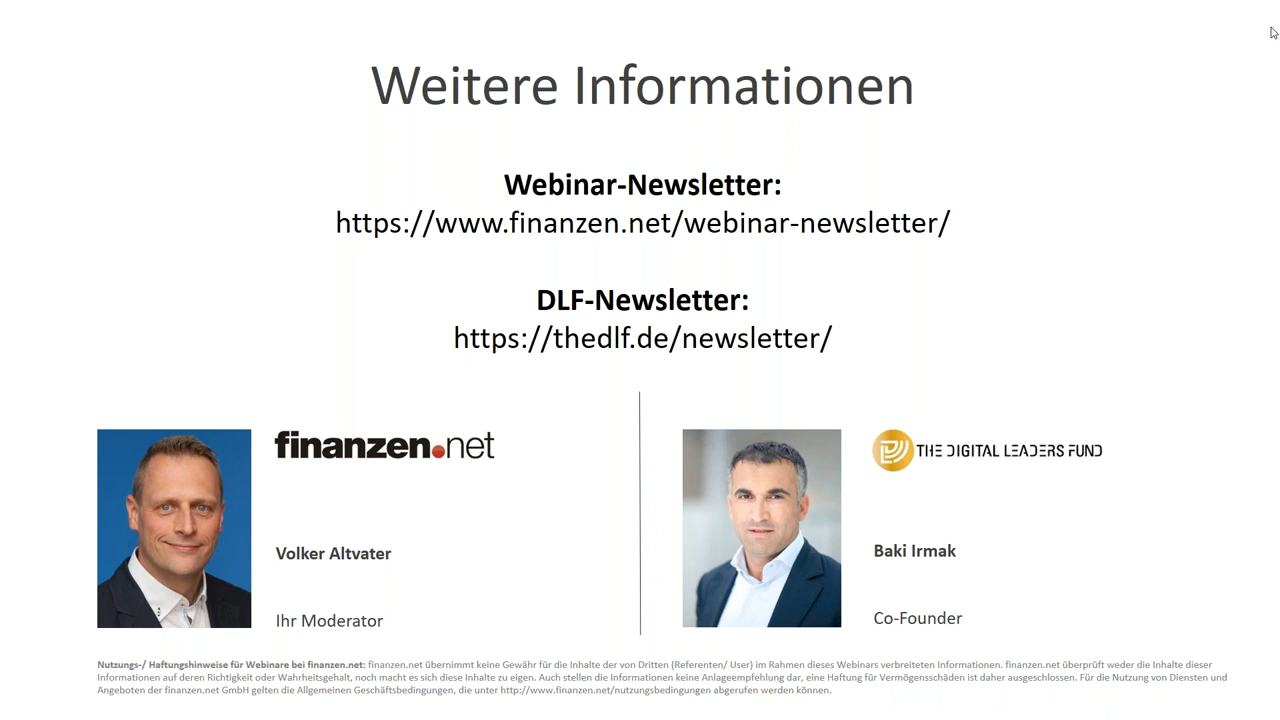 Weitere Informationen
Webinar-Newsletter:
https://www.finanzen.net/webinar-newsletter/
DLF-Newsletter:
https://thedlf.de/newsletter/
finanzen.net
Volker Altvater
Ihr Moderator
THE DIGITAL LEADERS FUND
Baki Irmak
Co-Founder
Nutzungs-/ Haftungshinweise für Webinare bei finanzen.net: finanzen.net übernimmt keine Gewähr für die Inhalte der von Dritten (Referenten/ User) im Rahmen dieses Webinars verbreiteten Informationen. finanzen.net überprüft weder die Inhalte dieser
Informationen auf deren Richtigkeit oder Wahrheitsgehalt, noch macht es sich diese Inhalte zu eigen. Auch stellen die Informationen keine Anlageempfehlung dar, eine Haftung für Vermögensschäden ist daher ausgeschlossen. Für die Nutzung von Diensten und
Angeboten der finanzen.net GmbH gelten die Allgemeinen Geschäftsbedingungen, die unter http://www.finanzen.net/nutzungsbedingungen abgerufen werden können.